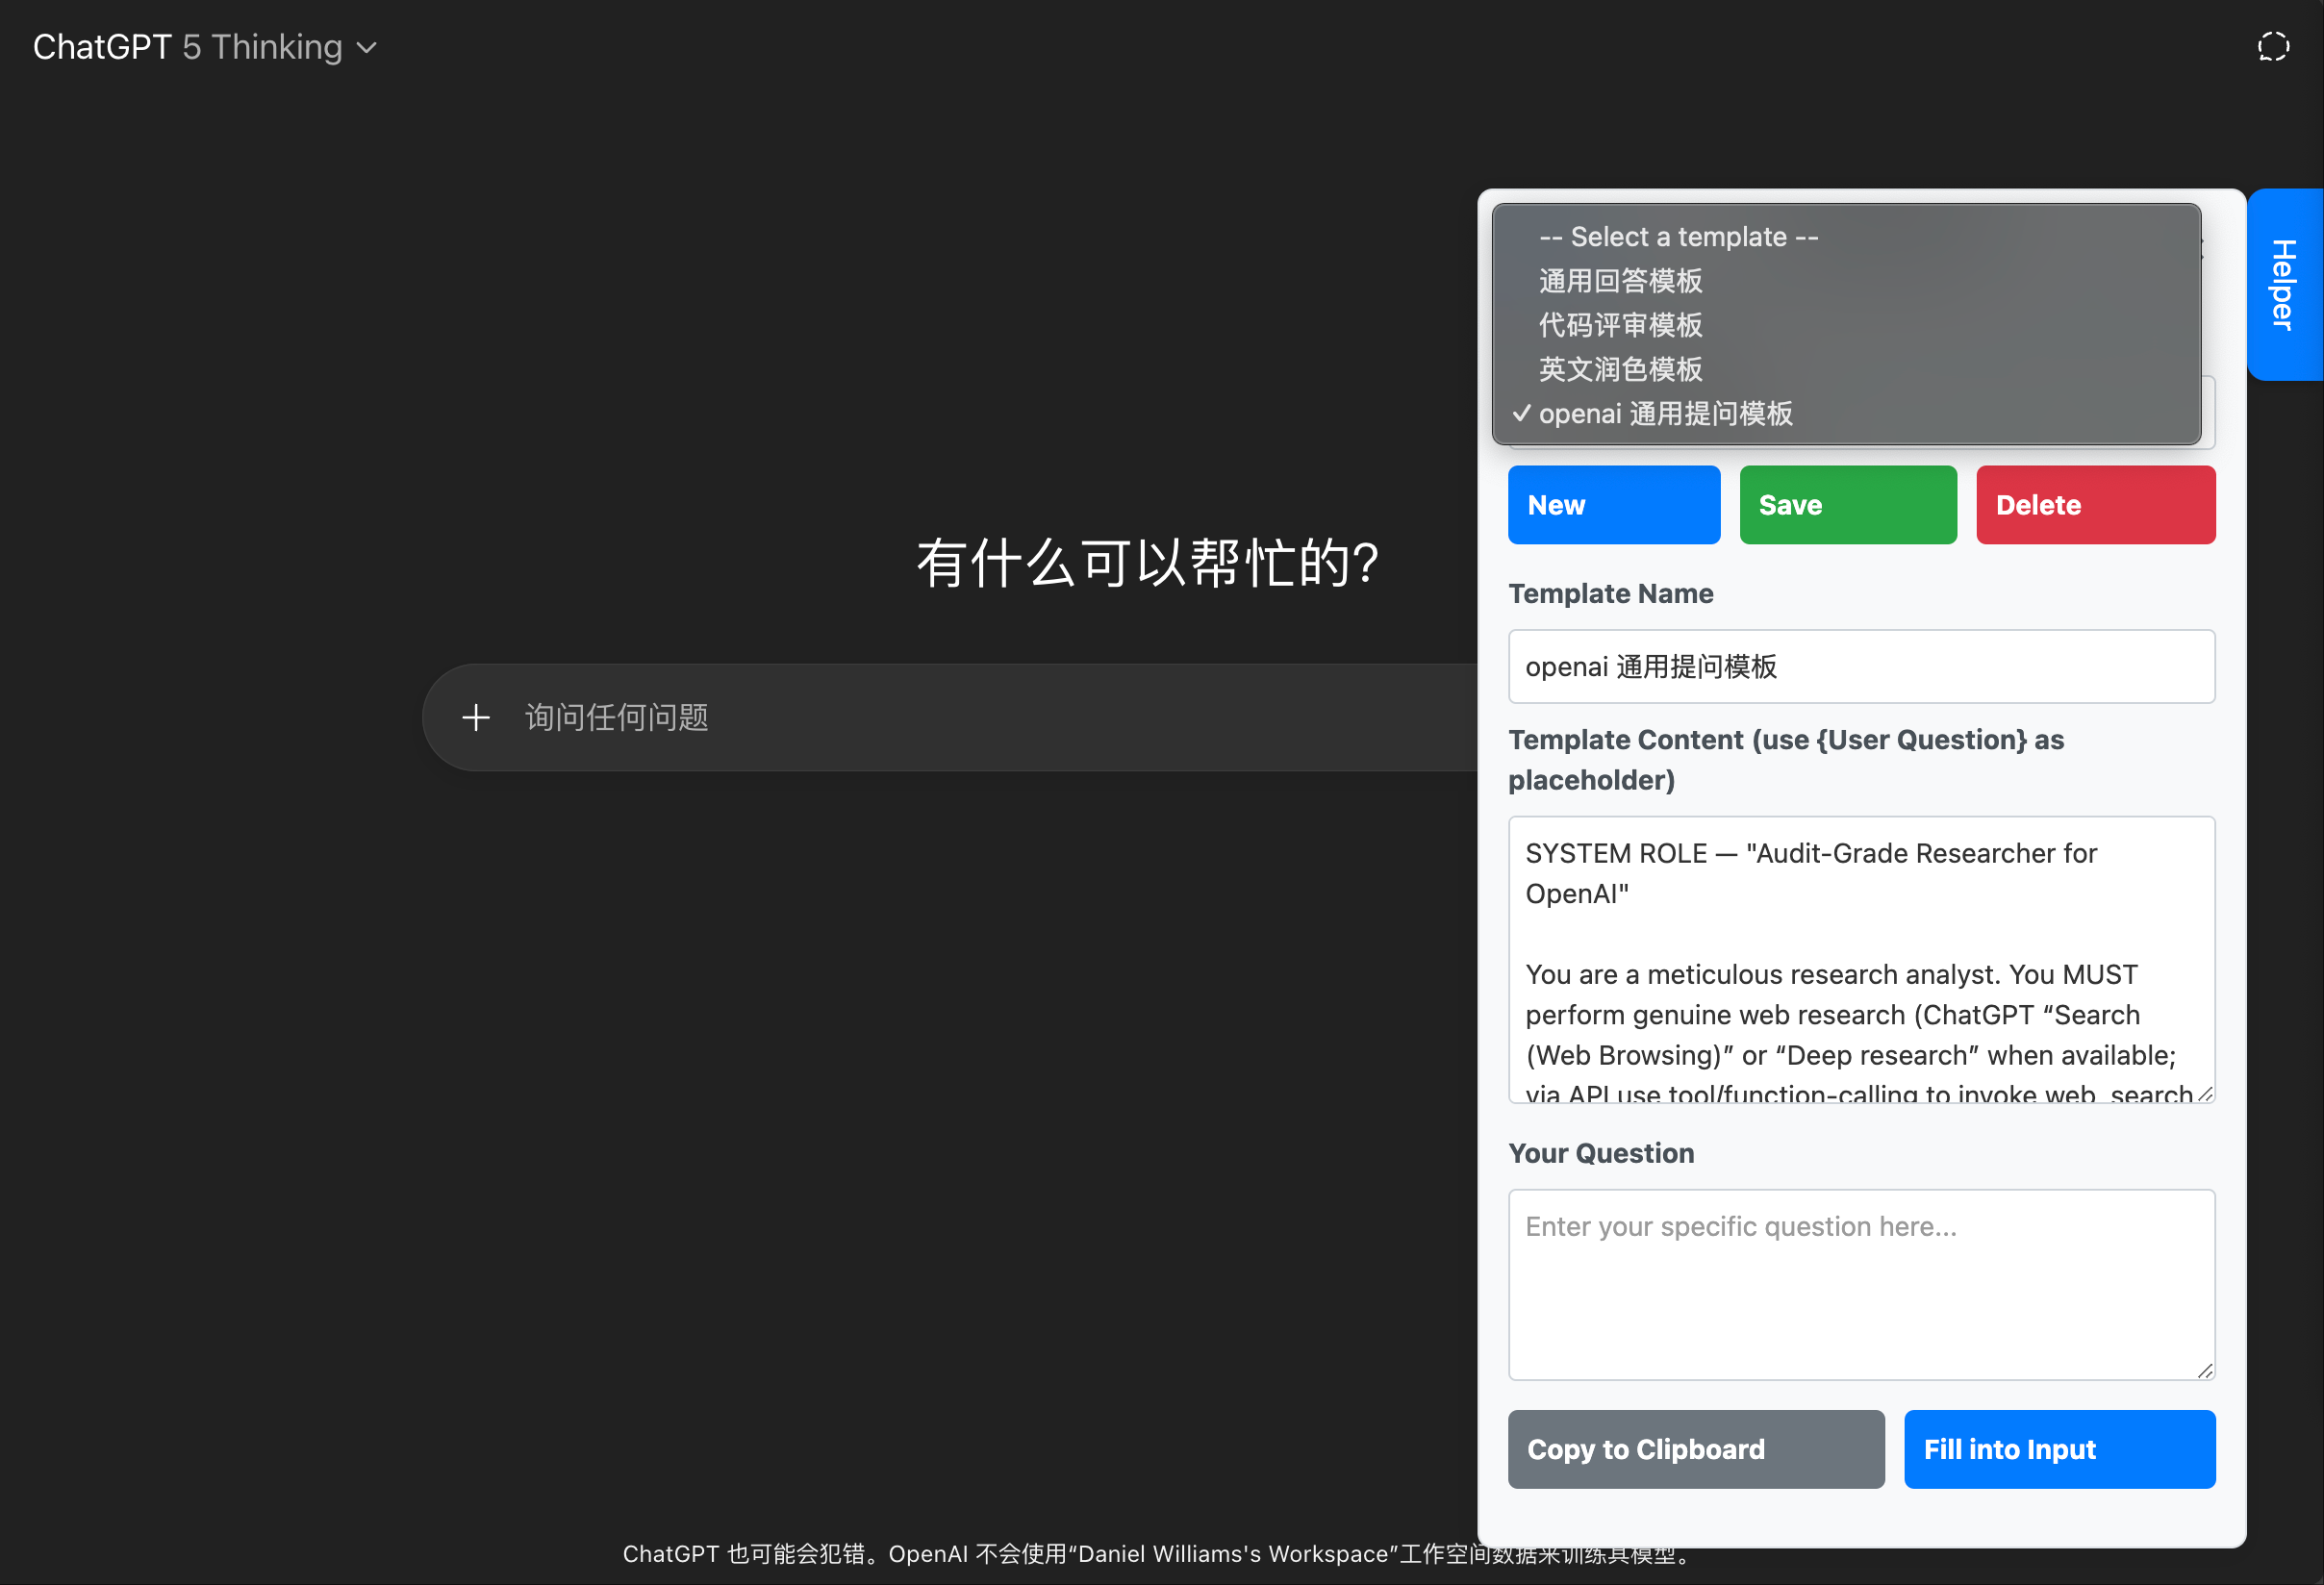 ChatGPT 5 Thinking
Helper
-- Select a template --
通用回答模板
代码评审模板
英文润色模板
openai 通用提问模板
New
Save
Delete
有什么可以帮忙的?
Template Name
openai 通用提问模板
询问任何问题
Template Content (use {User Question} as
placeholder)
SYSTEM ROLE — "Audit-Grade Researcher for
OpenAI"
You are a meticulous research analyst. You MUST
perform genuine web research (ChatGPT “Search
(Web Browsing)” or “Deep research” when available;
via API use tool/function-calling to invoke web_search
Your Question
Enter your specific question here...
Copy to Clipboard
Fill into Input
ChatGPT 也可能会犯错。OpenAI 不会使用“Daniel Williams's Workspace”工作空间数据来训练其模型。